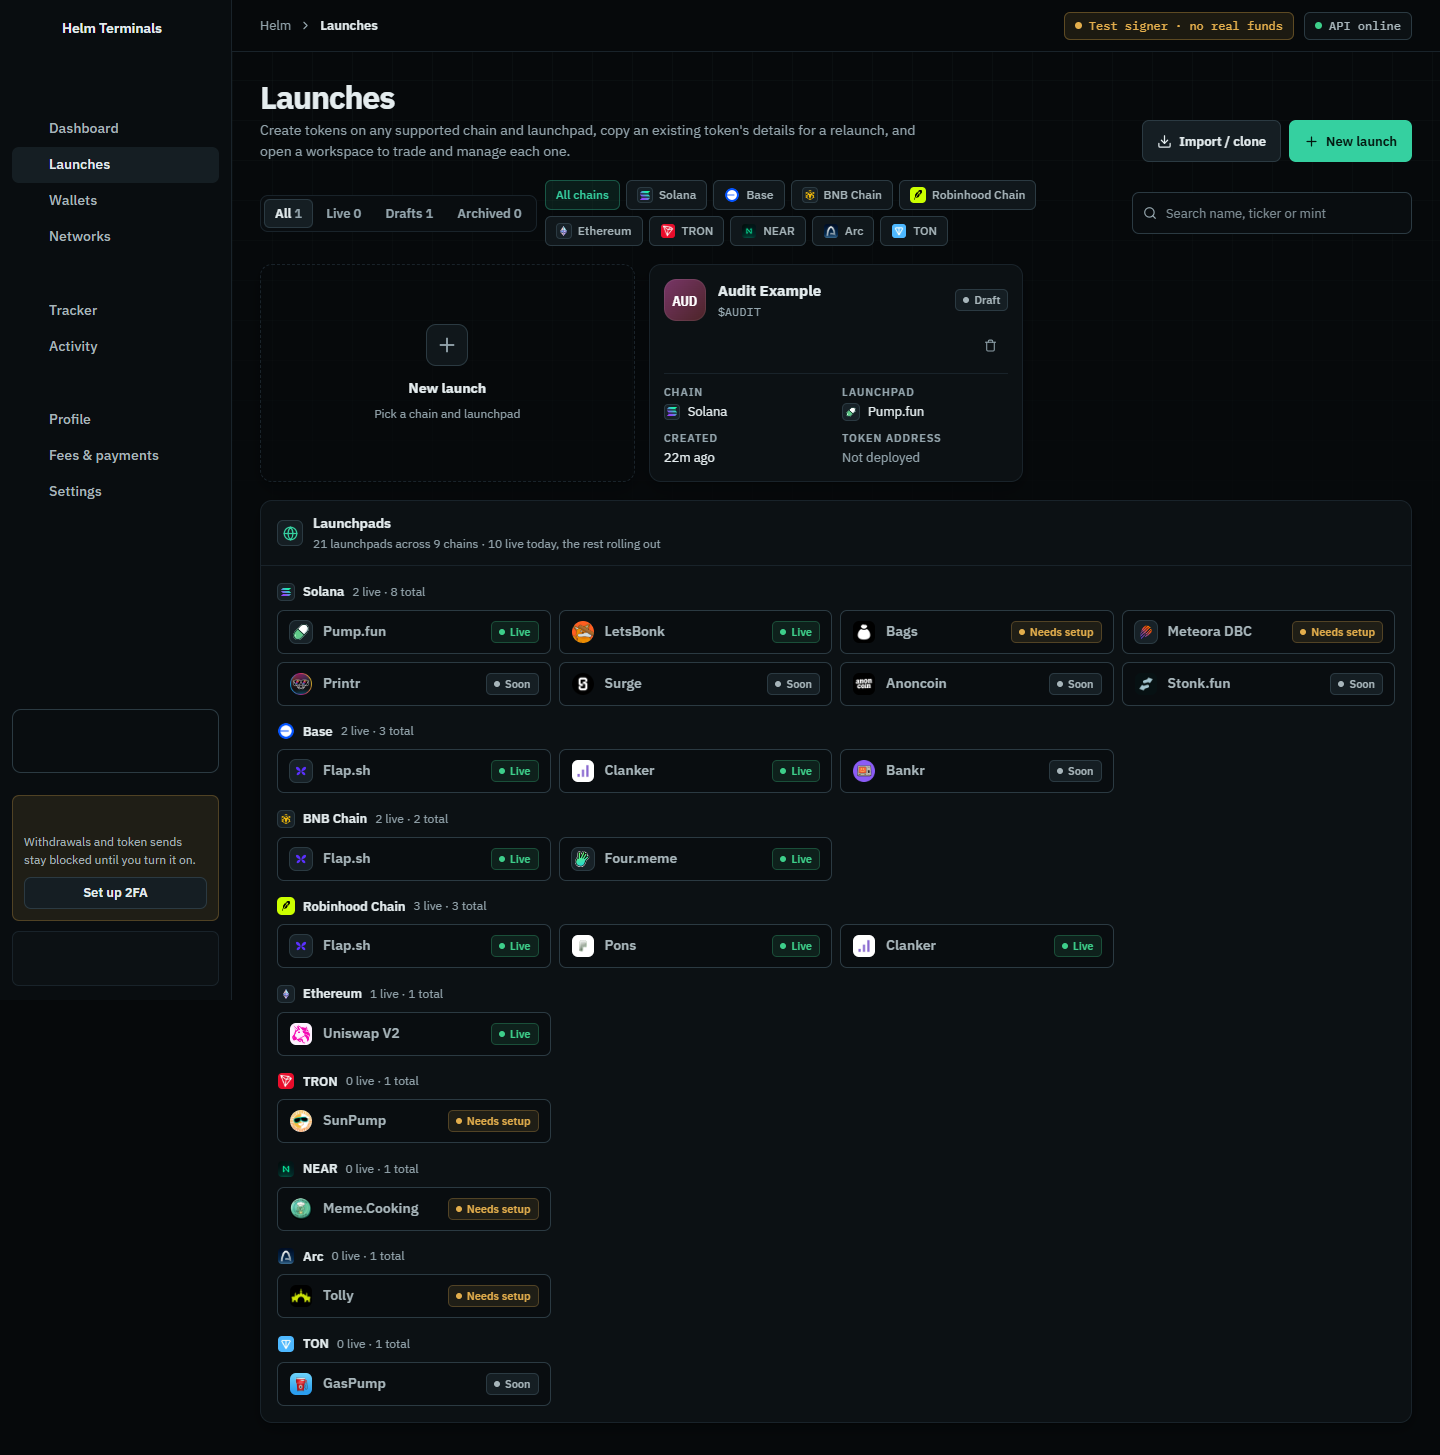 Helm Terminals
Dashboard
Launches
Wallets
Networks
Tracker
Activity
Profile
Fees & payments
Settings
Withdrawals and token sends
stay blocked until you turn it on.
Set up 2FA
Helm > Launches
Test signer · no real funds
API online
Launches
Create tokens on any supported chain and launchpad, copy an existing token's details for a relaunch, and
open a workspace to trade and manage each one.
Import / clone
New launch
All 1 Live 0 Drafts 1 Archived 0
All chains Solana Base BNB Chain Robinhood Chain
Ethereum TRON NEAR Arc TON
Search name, ticker or mint
New launch
Pick a chain and launchpad
AUD
Audit Example
$AUDIT
Draft
CHAIN LAUNCHPAD
Solana Pump.fun
CREATED TOKEN ADDRESS
22m ago Not deployed
Launchpads
21 launchpads across 9 chains · 10 live today, the rest rolling out
Solana 2 live · 8 total
Pump.fun Live LetsBonk Live Bags Needs setup Meteora DBC Needs setup
Printr Soon Surge Soon Anoncoin Soon Stonk.fun Soon
Base 2 live · 3 total
Flap.sh Live Clanker Live Bankr Soon
BNB Chain 2 live · 2 total
Flap.sh Live Four.meme Live
Robinhood Chain 3 live · 3 total
Flap.sh Live Pons Live Clanker Live
Ethereum 1 live · 1 total
Uniswap V2 Live
TRON 0 live · 1 total
SunPump Needs setup
NEAR 0 live · 1 total
Meme.Cooking Needs setup
Arc 0 live · 1 total
Tolly Needs setup
TON 0 live · 1 total
GasPump Soon